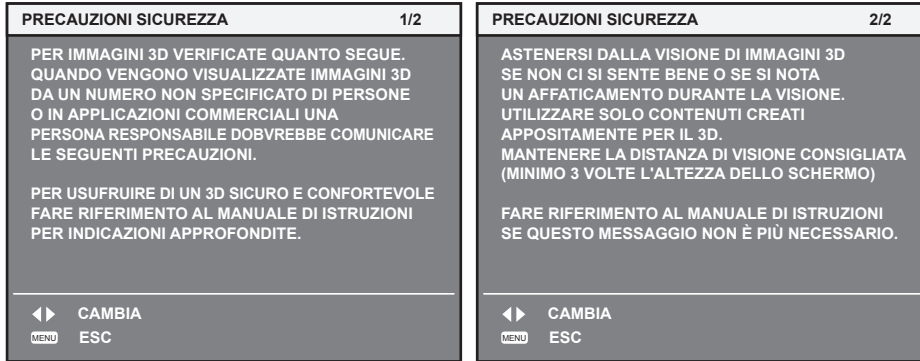 PRECAUZIONI SICUREZZA 1/2
PER IMMAGINI 3D VERIFICATE QUANTO SEGUE.
QUANDO VENGONO VISUALIZZATE IMMAGINI 3D
DA UN NUMERO NON SPECIFICATO DI PERSONE
O IN APPLICAZIONI COMMERCIALI UNA
PERSONA RESPONSABILE DOBVREBBE COMUNICARE
LE SEGUENTI PRECAUZIONI.
PER USUFRUIRE DI UN 3D SICURO E CONFORTEVOLE
FARE RIFERIMENTO AL MANUALE DI ISTRUZIONI
PER INDICAZIONI APPROFONDITE.
CAMBIA
MENU ESC
PRECAUZIONI SICUREZZA 2/2
ASTENERSI DALLA VISIONE DI IMMAGINI 3D
SE NON CI SI SENTE BENE O SE SI NOTA
UN AFFATICAMENTO DURANTE LA VISIONE.
UTILIZZARE SOLO CONTENUTI CREATI
APPOSITAMENTE PER IL 3D.
MANTENERE LA DISTANZA DI VISIONE CONSIGLIATA
(MINIMO 3 VOLTE L'ALTEZZA DELLO SCHERMO)
FARE RIFERIMENTO AL MANUALE DI ISTRUZIONI
SE QUESTO MESSAGGIO NON È PIÙ NECESSARIO.
CAMBIA
MENU ESC